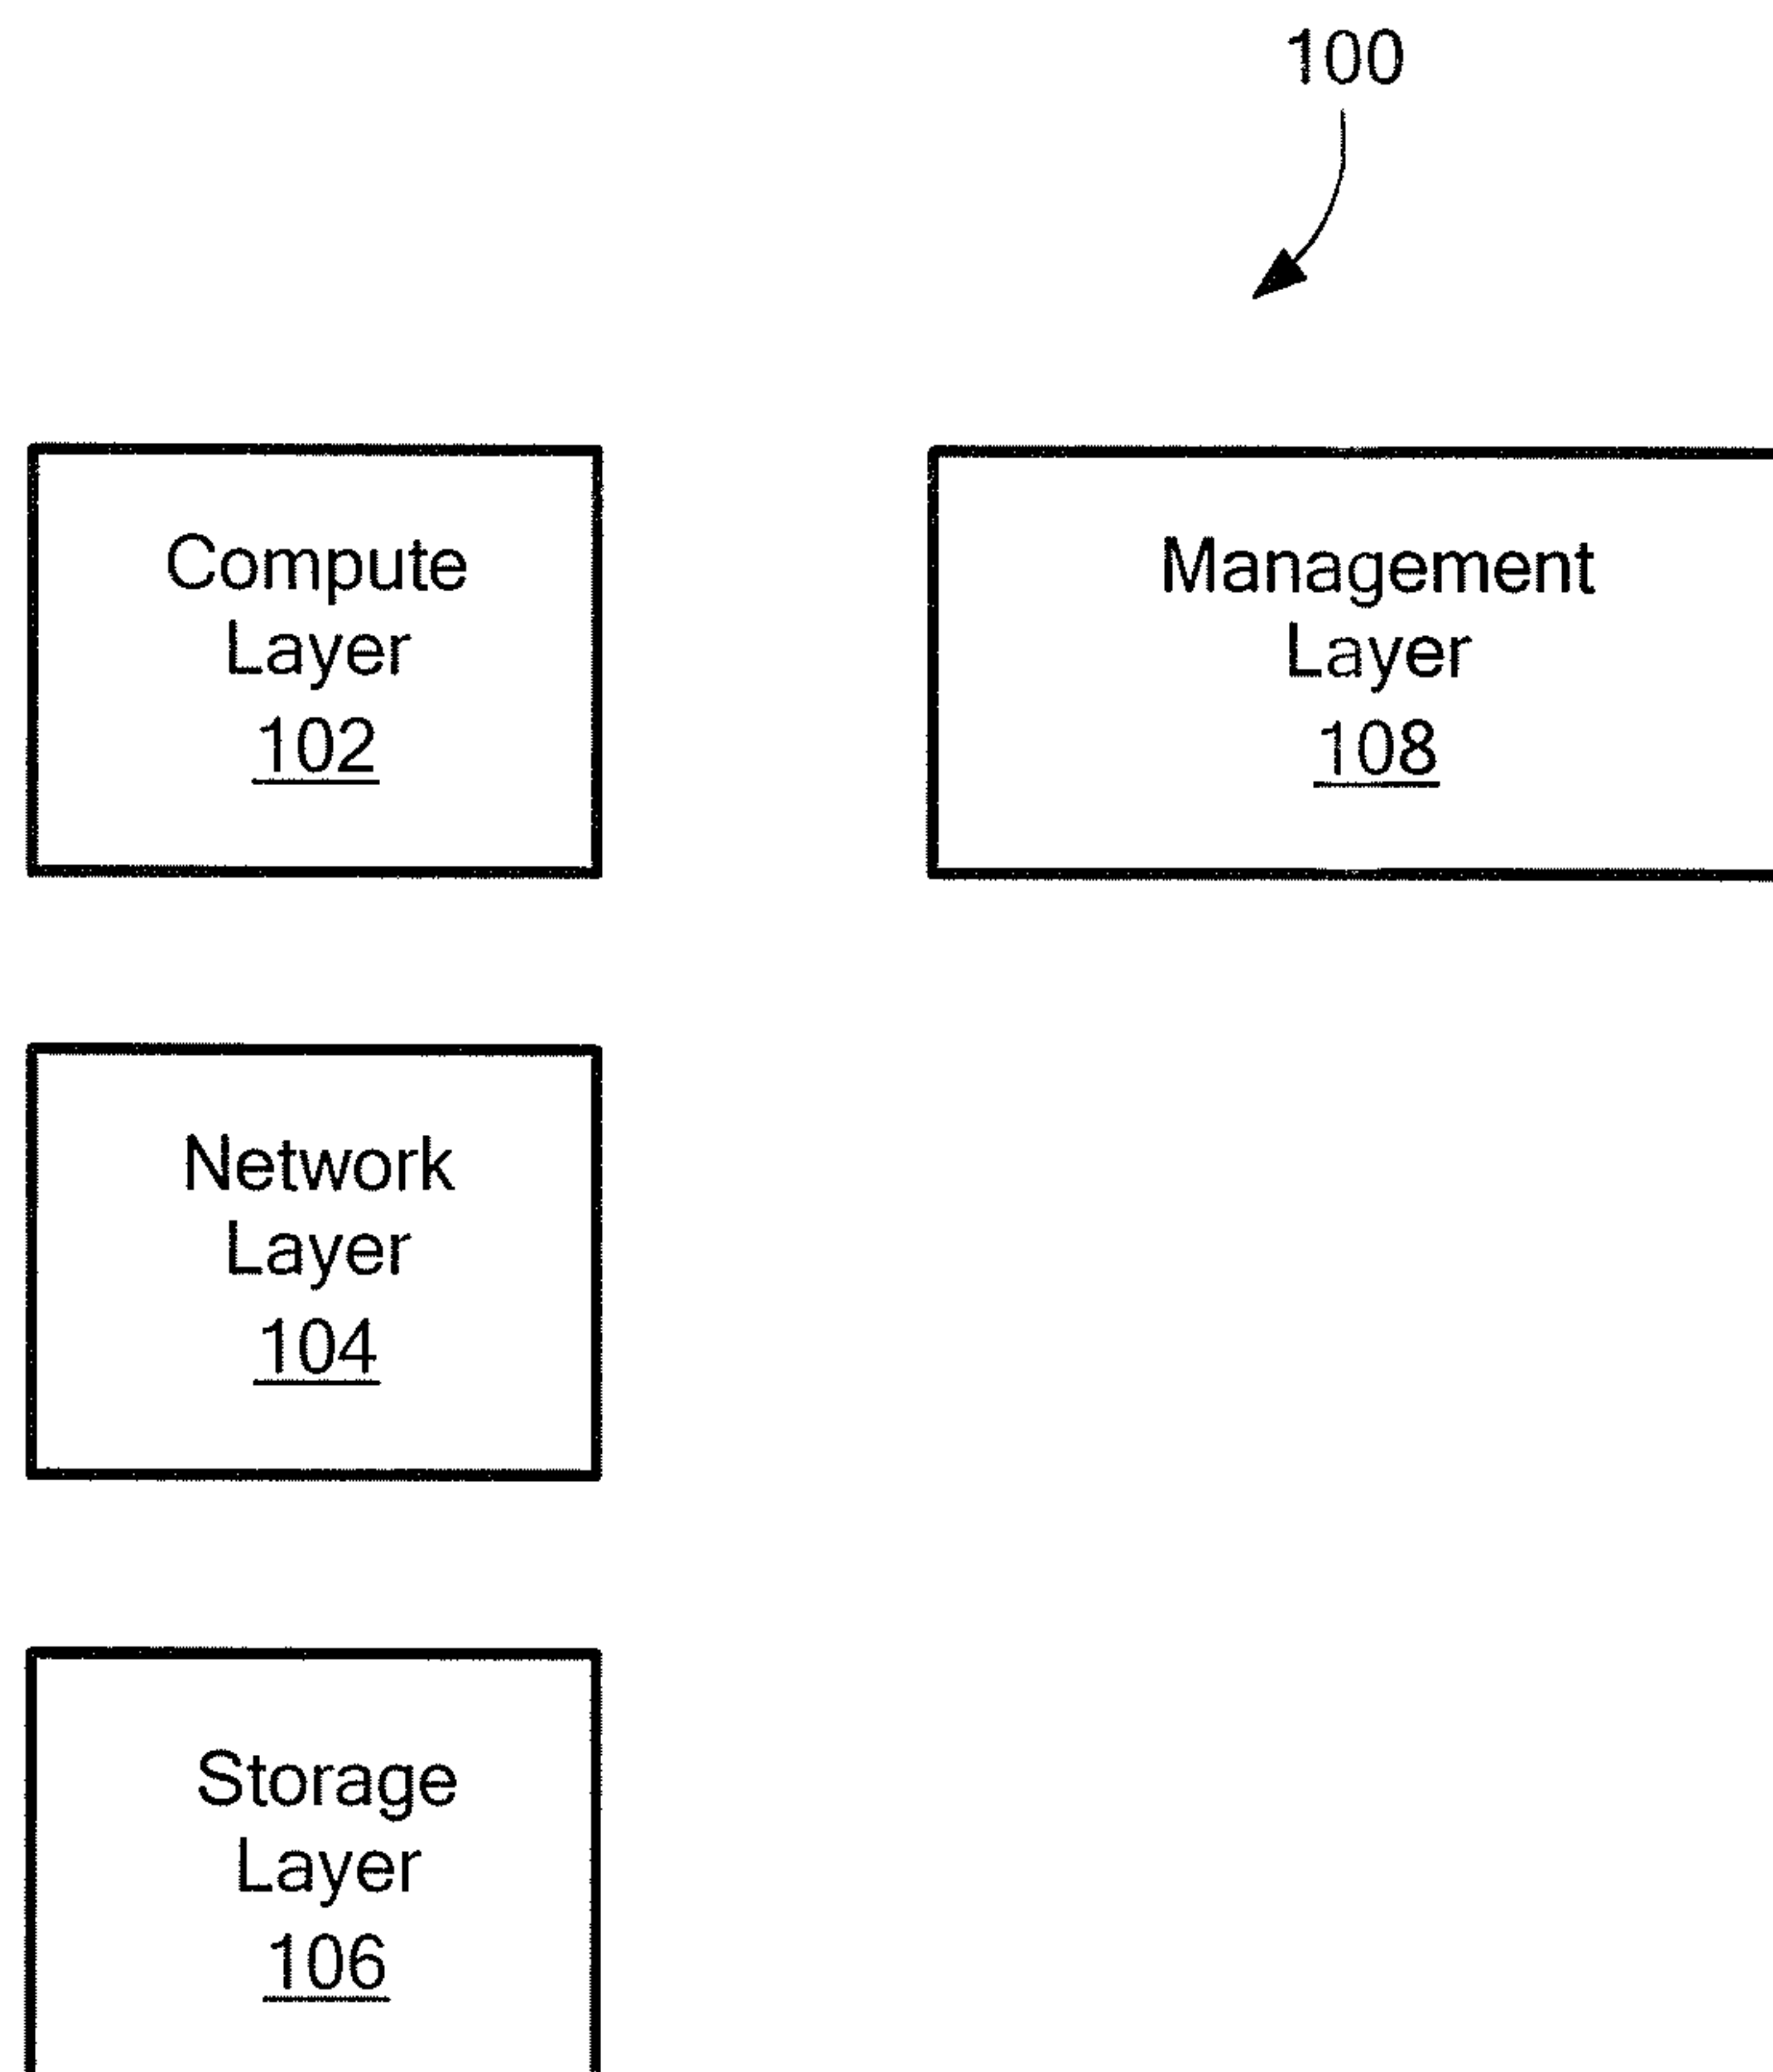 100
Compute
Layer
102
Management
Layer
108
Network
Layer
104
Storage
Layer
106